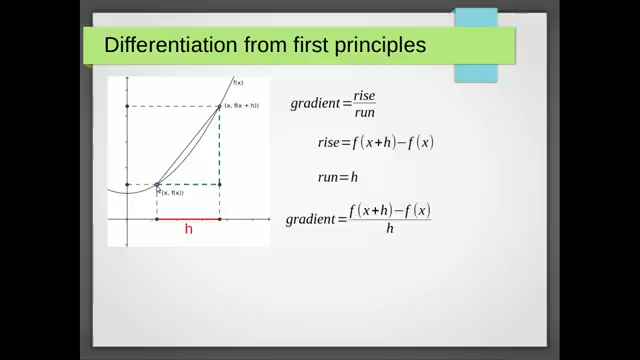 Differentiation from first principles
f(x)
(x, f(x + h))
(x, f(x))
h
gradient = rise/run
rise = f(x+h) − f(x)
run = h
gradient = f(x+h) − f(x)/h